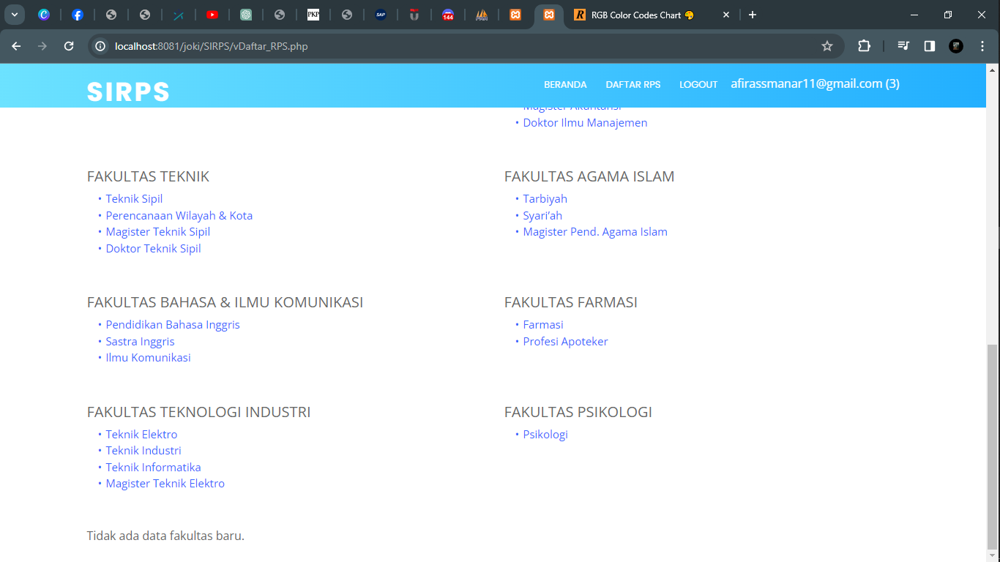 RGB Color Codes Chart
localhost:8081/joki/SIRPS/vDaftar_RPS.php
SIRPS
BERANDA
DAFTAR RPS
LOGOUT
afirassmanar11@gmail.com (3)
• Magister Akuntansi
• Doktor Ilmu Manajemen
FAKULTAS TEKNIK
• Teknik Sipil
• Perencanaan Wilayah & Kota
• Magister Teknik Sipil
• Doktor Teknik Sipil
FAKULTAS AGAMA ISLAM
• Tarbiyah
• Syari’ah
• Magister Pend. Agama Islam
FAKULTAS BAHASA & ILMU KOMUNIKASI
• Pendidikan Bahasa Inggris
• Sastra Inggris
• Ilmu Komunikasi
FAKULTAS FARMASI
• Farmasi
• Profesi Apoteker
FAKULTAS TEKNOLOGI INDUSTRI
• Teknik Elektro
• Teknik Industri
• Teknik Informatika
• Magister Teknik Elektro
FAKULTAS PSIKOLOGI
• Psikologi
Tidak ada data fakultas baru.